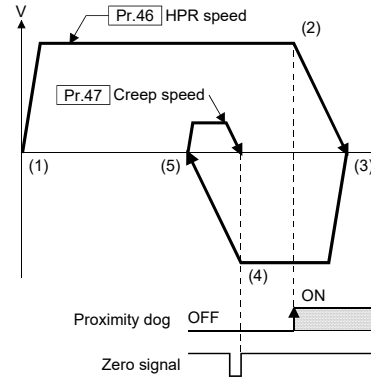 V
Pr.46 HPR speed
(2)
Pr.47 Creep speed
(1)
(5)
(3)
(4)
ON
Proximity dog OFF
Zero signal